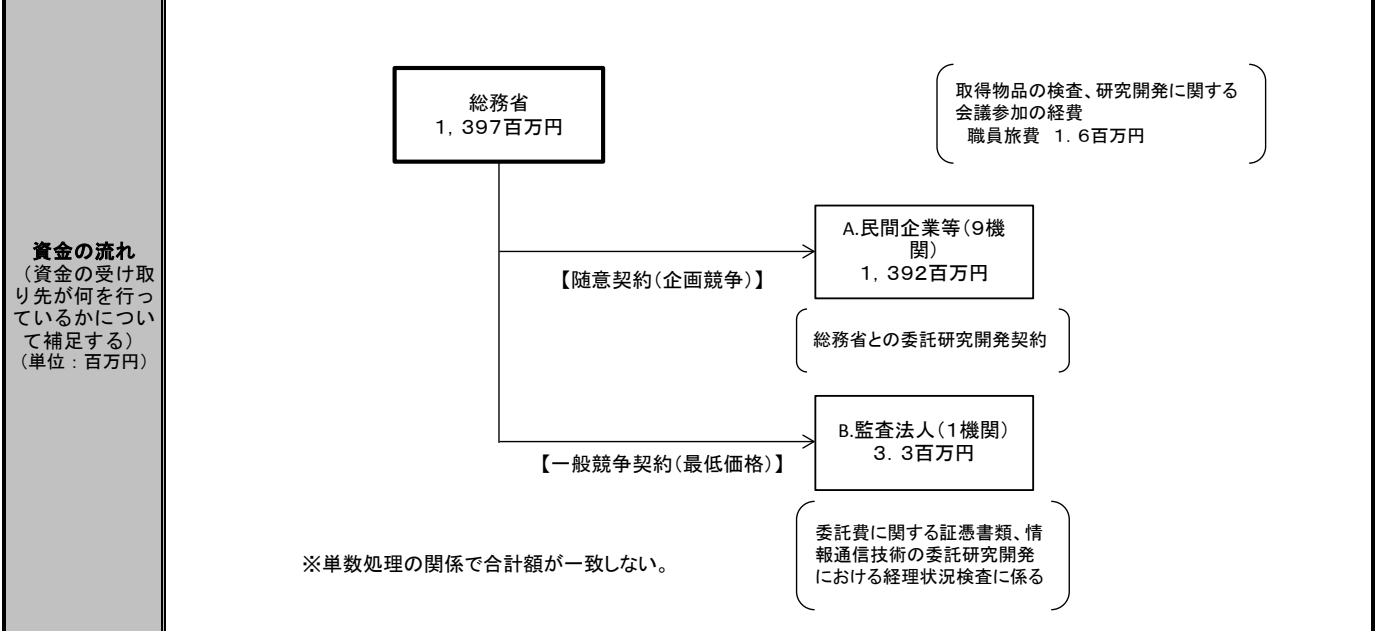 資金の流れ
（資金の受け取
り先が何を行っ
ているかについ
て補足する）
（単位：百万円）
総務省
１，３９７百万円
取得物品の検査、研究開発に関する
会議参加の経費
職員旅費　１．６百万円
A.民間企業等（９機
関）
１，３９２百万円
【随意契約（企画競争）】
総務省との委託研究開発契約
B.監査法人（１機関）
３．３百万円
【一般競争契約（最低価格）】
委託費に関する証憑書類、情
報通信技術の委託研究開発
における経理状況検査に係る
※単数処理の関係で合計額が一致しない。